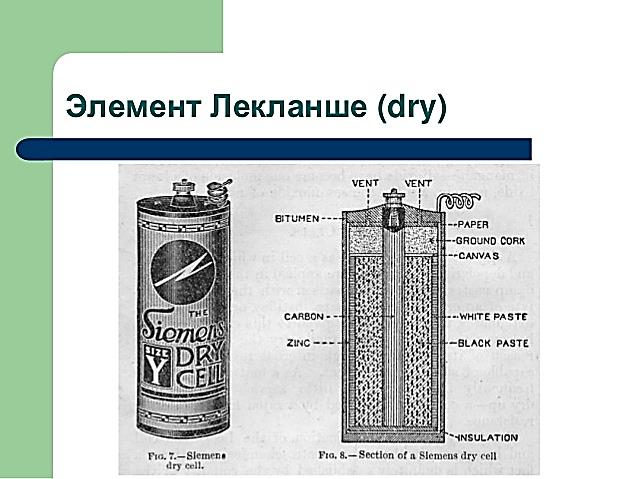 Элемент Лекланше (dry)
VENT VENT
BITUMEN
PAPER
GROUND CORK
CANVAS
CARBON
WHITE PASTE
ZINC
BLACK PASTE
INSULATION
THE
Siemens
SIZE
Y
DRY
CELL
FIG. 7.—Siemens
dry cell.
FIG. 8.—Section of a Siemens dry cell